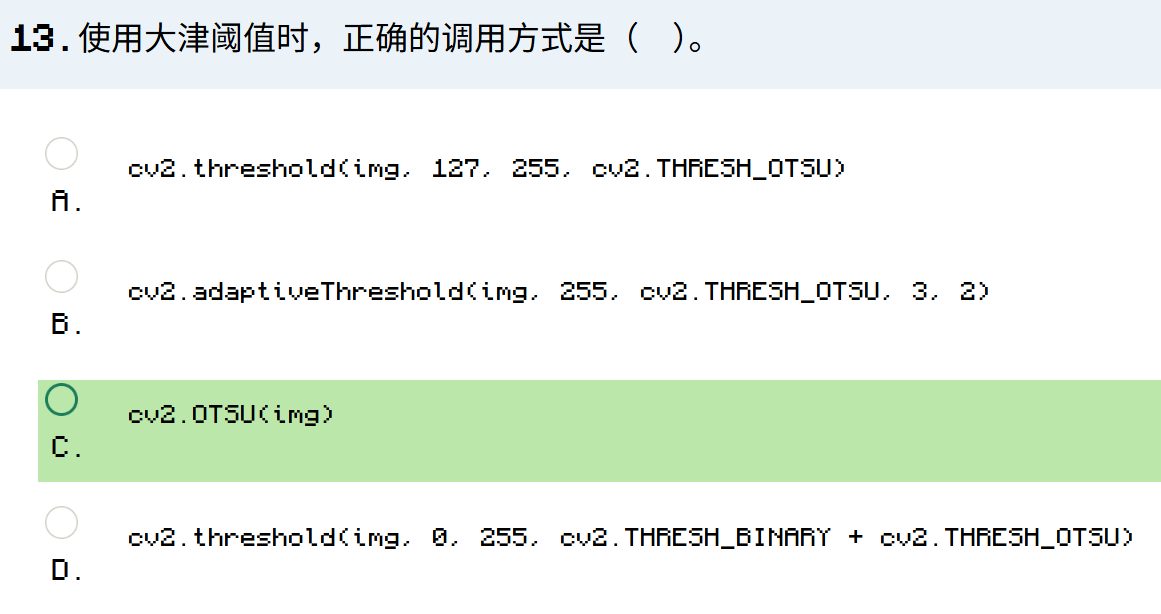 13.使用大津阈值时，正确的调用方式是（ ）。
cv2.threshold(img, 127, 255, cv2.THRESH_OTSU)
A.
cv2.adaptiveThreshold(img, 255, cv2.THRESH_OTSU, 3, 2)
B.
cv2.OTSU(img)
C.
cv2.threshold(img, 0, 255, cv2.THRESH_BINARY + cv2.THRESH_OTSU)
D.